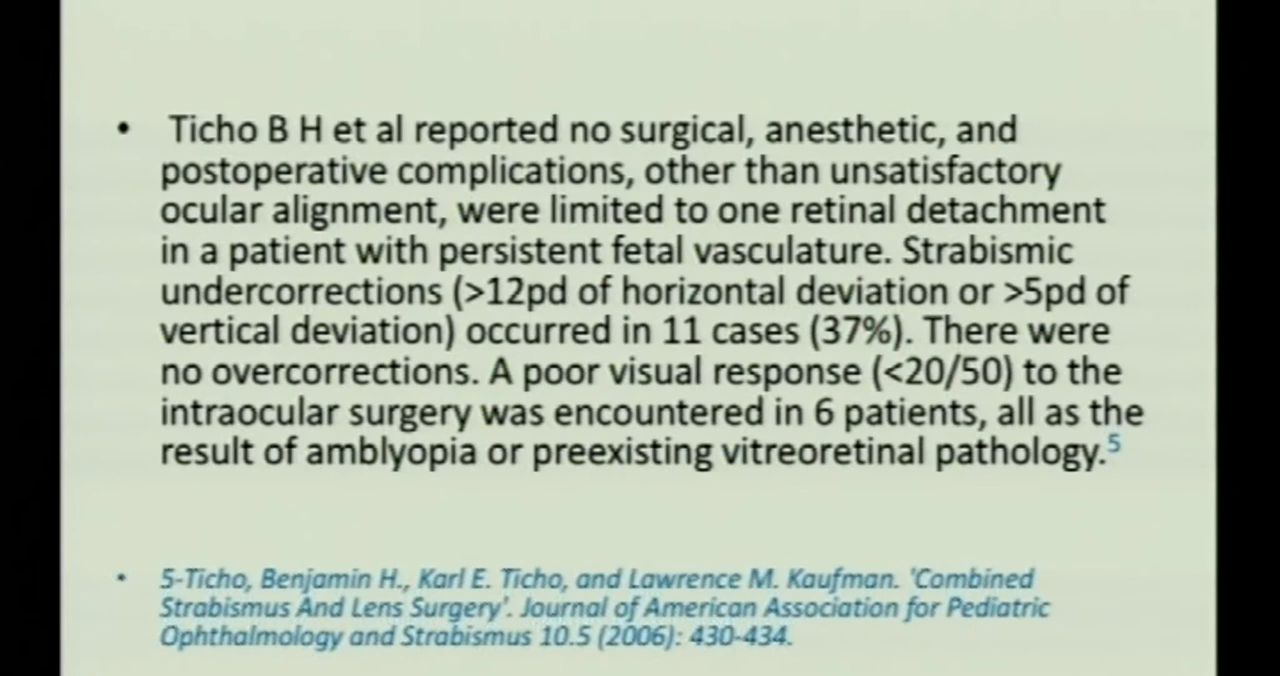 • Ticho B H et al reported no surgical, anesthetic, and
postoperative complications, other than unsatisfactory
ocular alignment, were limited to one retinal detachment
in a patient with persistent fetal vasculature. Strabismic
undercorrections (>12pd of horizontal deviation or >5pd of
vertical deviation) occurred in 11 cases (37%). There were
no overcorrections. A poor visual response (<20/50) to the
intraocular surgery was encountered in 6 patients, all as the
result of amblyopia or preexisting vitreoretinal pathology.5
• 5-Ticho, Benjamin H., Karl E. Ticho, and Lawrence M. Kaufman. 'Combined
Strabismus And Lens Surgery'. Journal of American Association for Pediatric
Ophthalmology and Strabismus 10.5 (2006): 430-434.